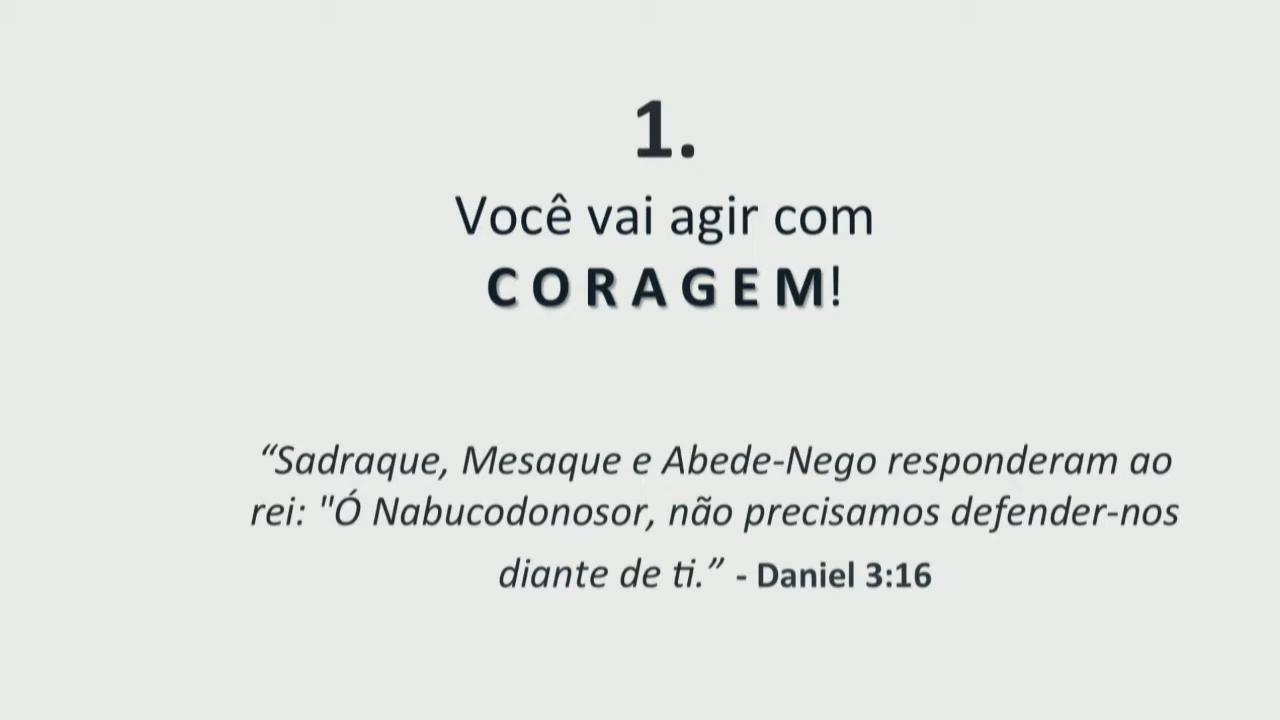 1.
Você vai agir com
CORAGEM!
“Sadraque, Mesaque e Abede-Nego responderam ao
rei: "Ó Nabucodonosor, não precisamos defender-nos
diante de ti.” - Daniel 3:16